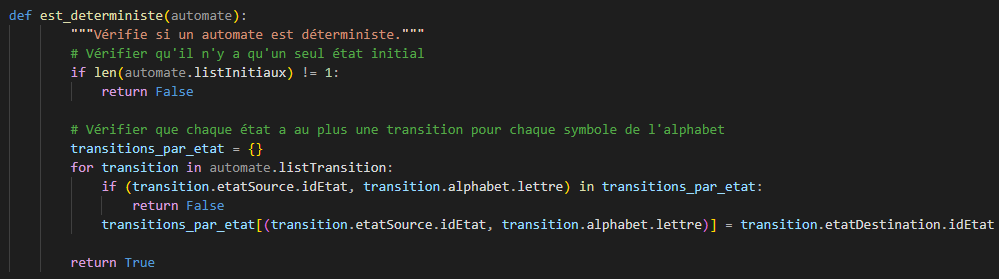 def est_deterministe(automate):
        """Vérifie si un automate est déterministe."""
        # Vérifier qu'il n'y a qu'un seul état initial
        if len(automate.listInitiaux) != 1:
            return False

        # Vérifier que chaque état a au plus une transition pour chaque symbole de l'alphabet
        transitions_par_etat = {}
        for transition in automate.listTransition:
            if (transition.etatSource.idEtat, transition.alphabet.lettre) in transitions_par_etat:
                return False
            transitions_par_etat[(transition.etatSource.idEtat, transition.alphabet.lettre)] = transition.etatDestination.idEtat

        return True